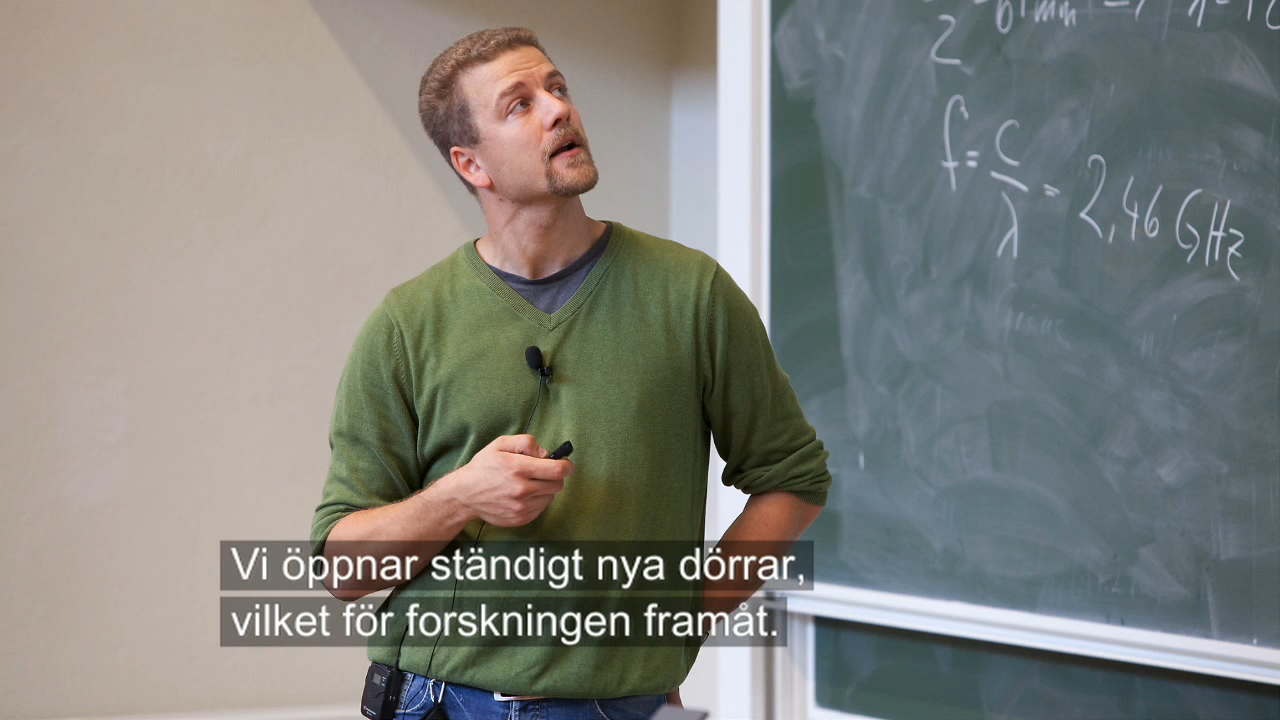 f = c/λ = 2,46 GHz
Vi öppnar ständigt nya dörrar,
vilket för forskningen framåt.